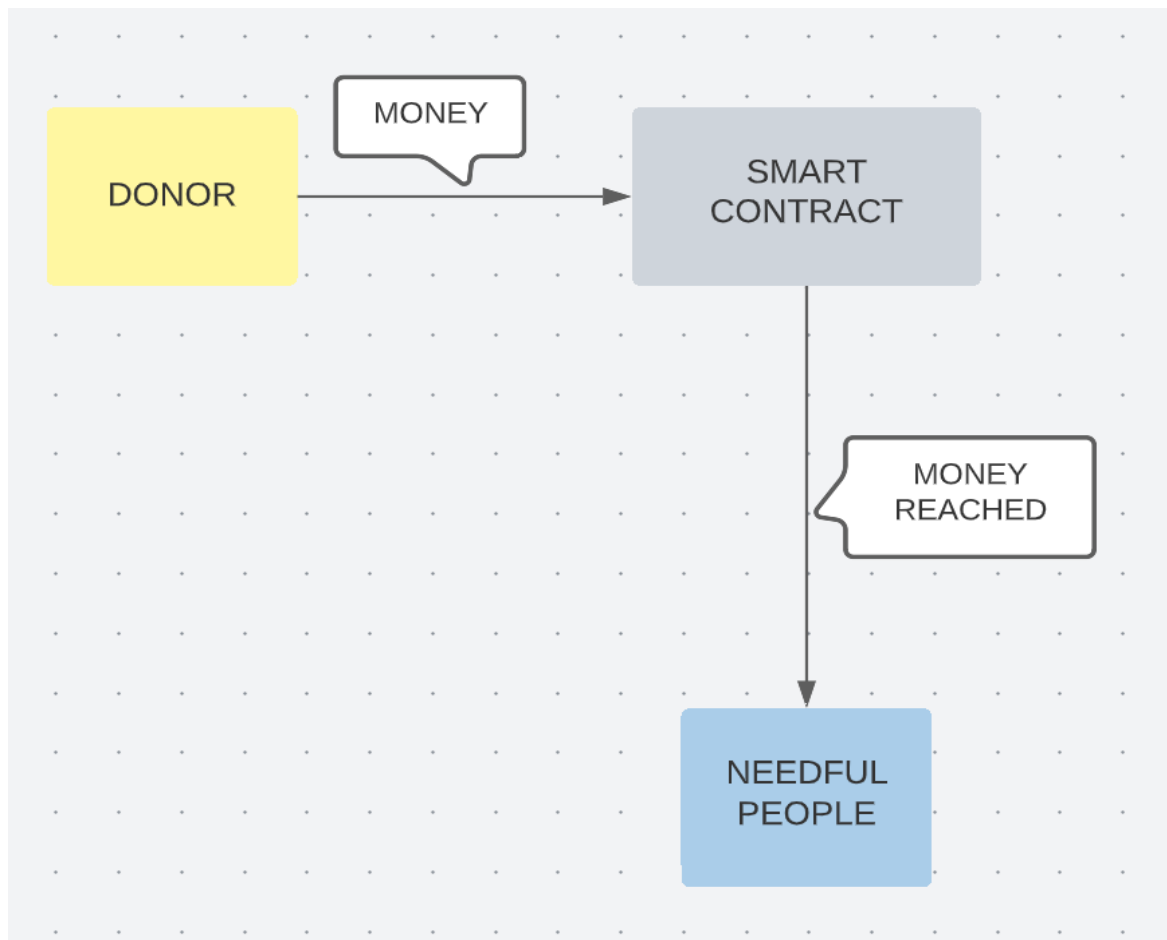 MONEY
DONOR
SMART
CONTRACT
MONEY
REACHED
NEEDFUL
PEOPLE